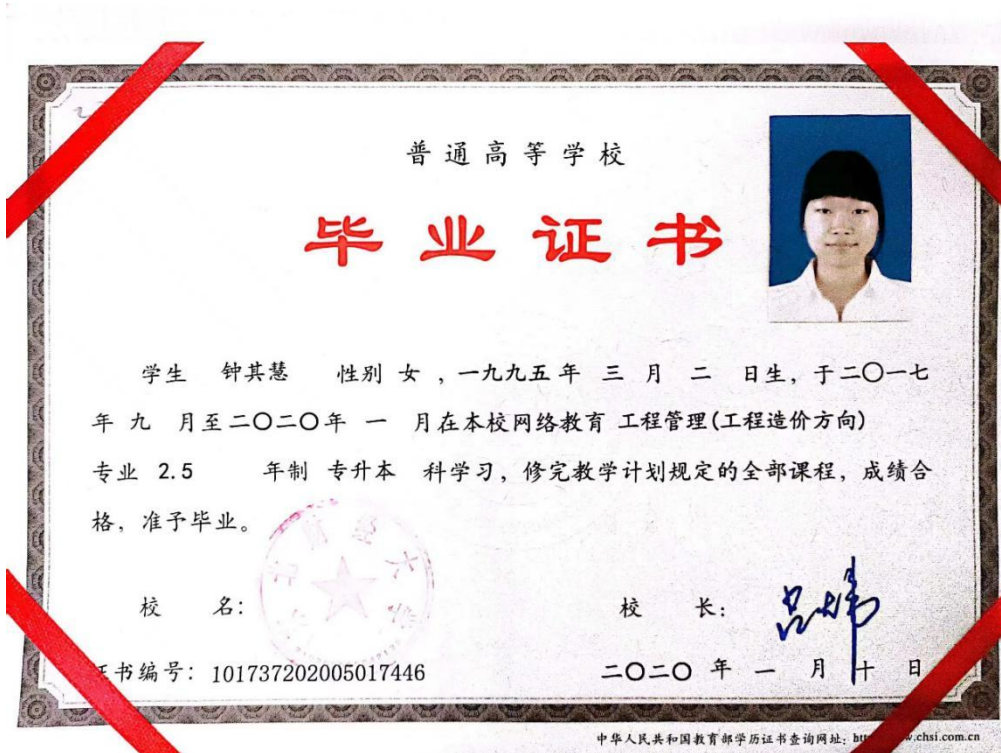 普通高等学校
毕业证书
学生 钟其慧 性别 女 ，一九九五 年 三 月 二 日生，于二〇一七
年 九 月至二〇二〇年 一 月在本校网络教育 工程管理(工程造价方向)
专业 2.5 年制 专升本 科学习，修完教学计划规定的全部课程，成绩合
格，准予毕业。
校 名：
校 长：
书编号：101737202005017446
二〇二〇 年 一 月 十 日
中华人民共和国教育部学历证书查询网址：
.chsi.com.cn